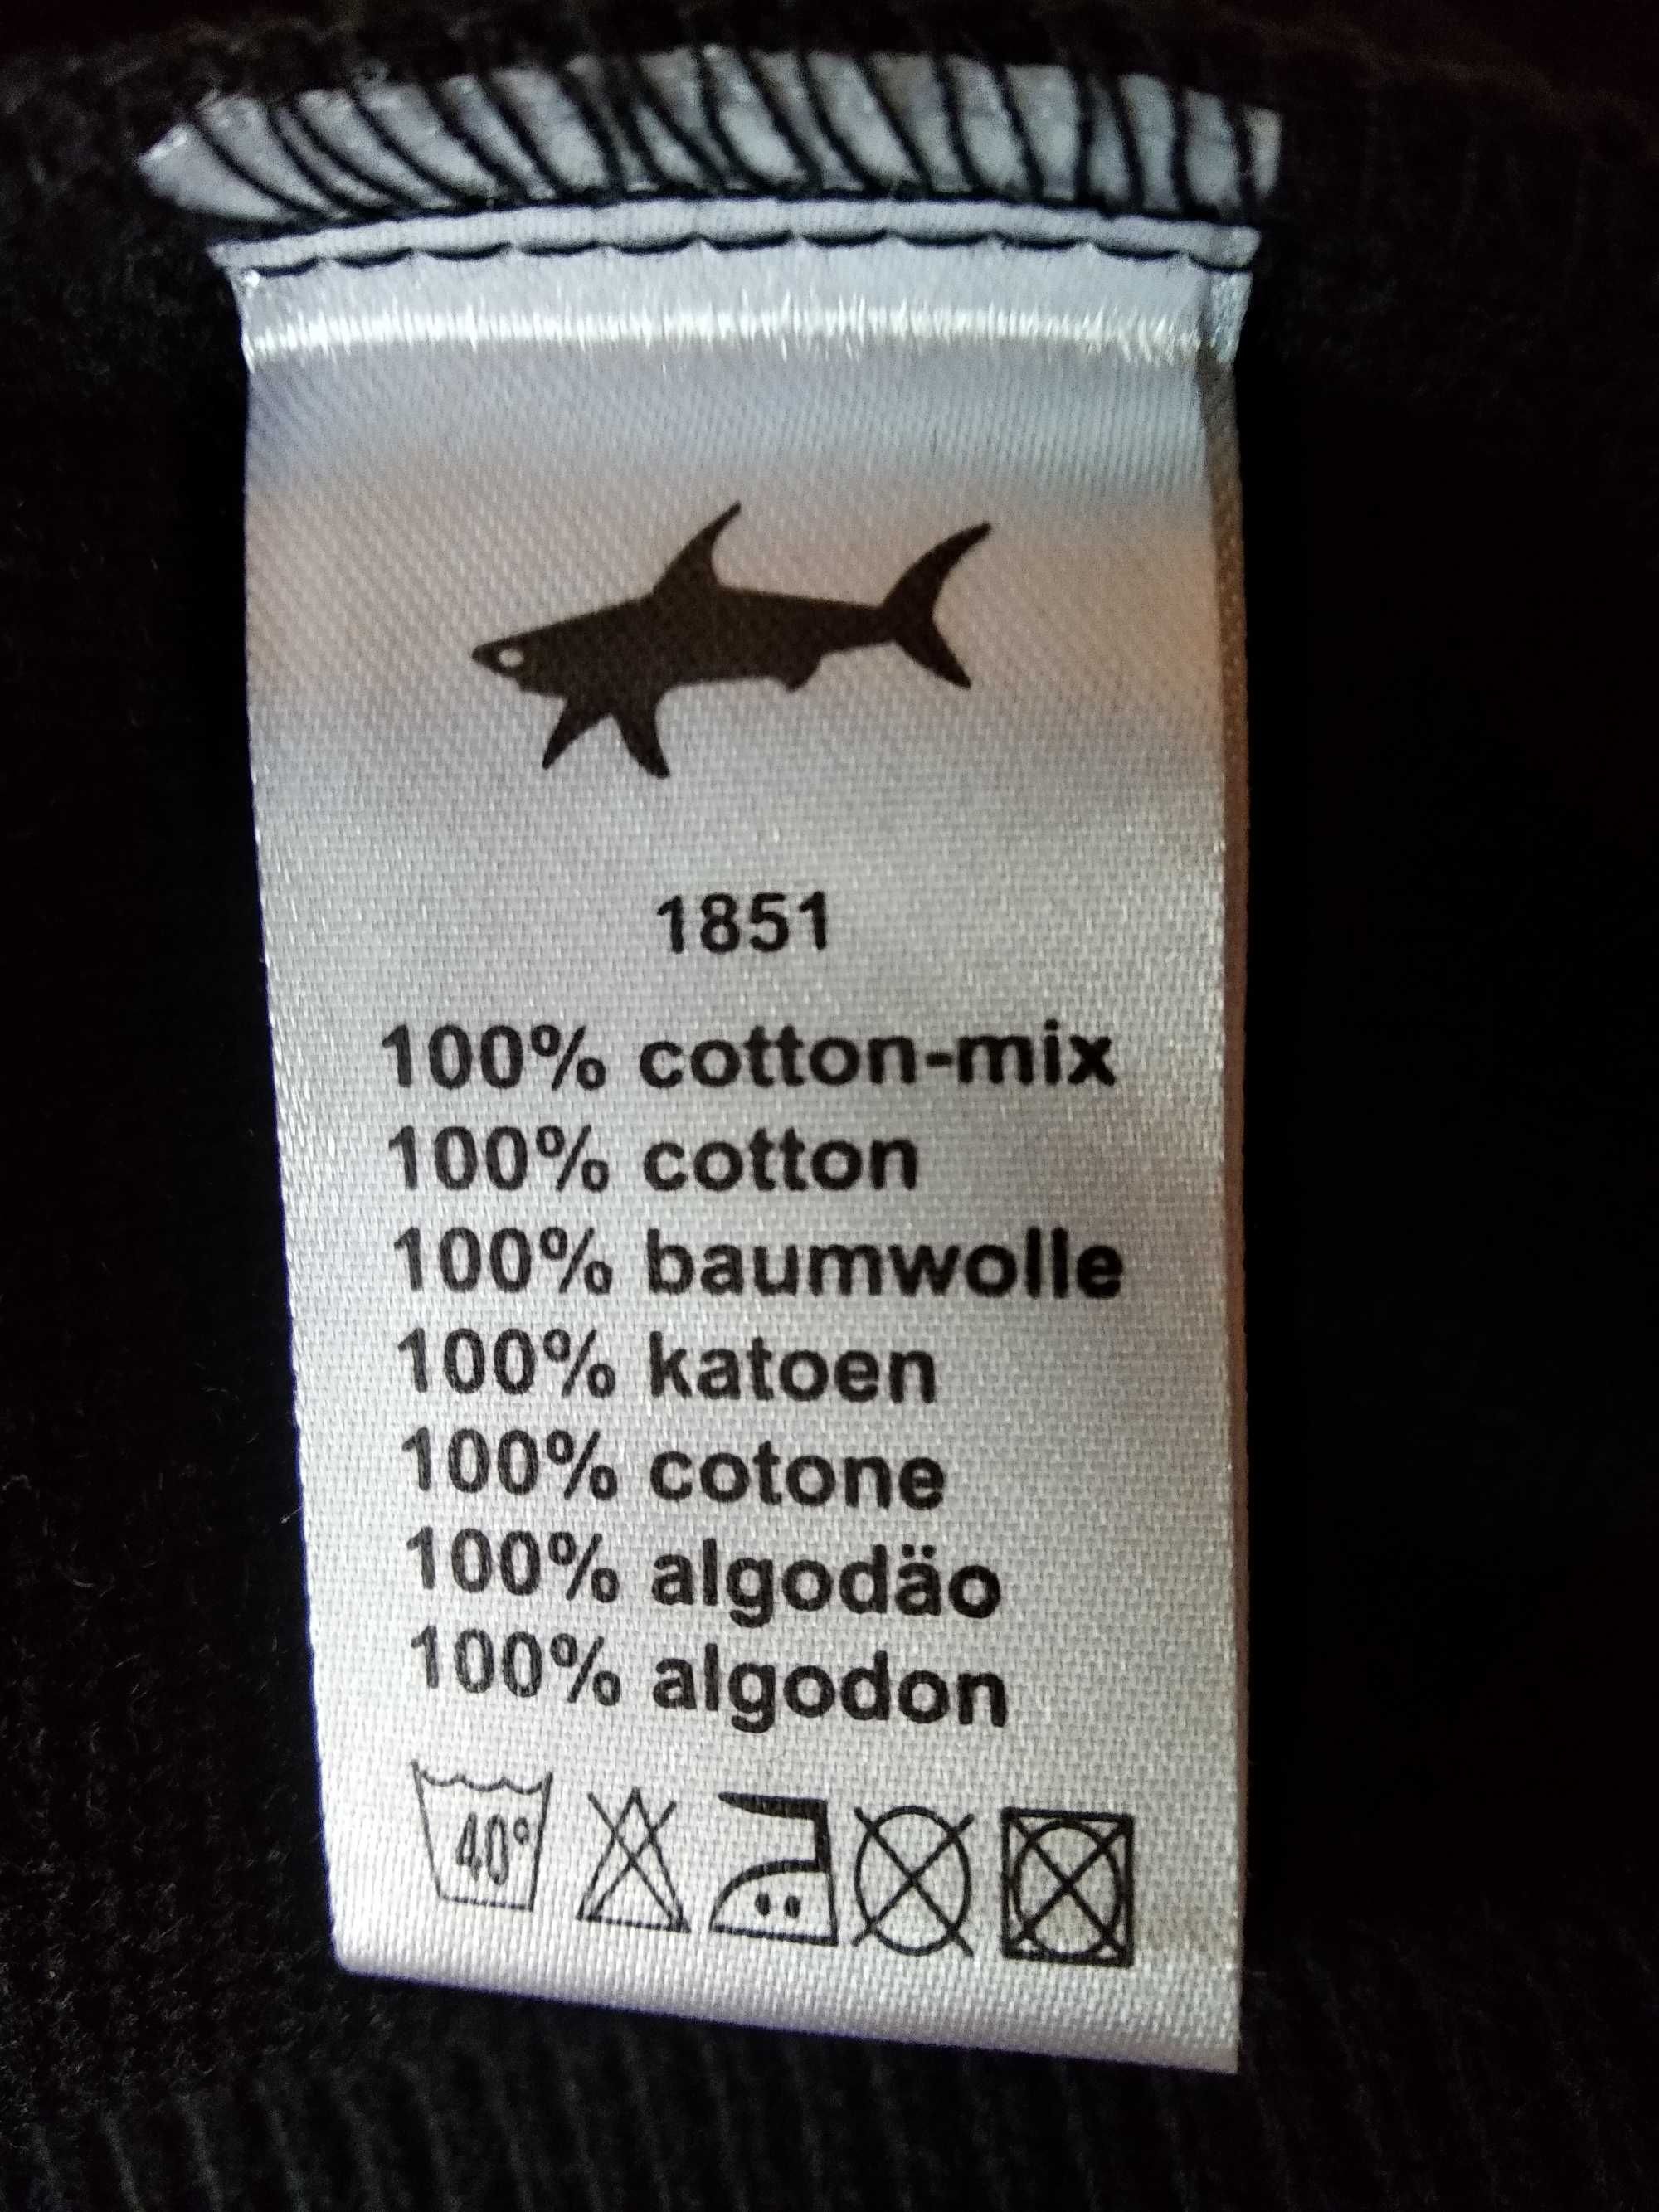 1851
100% cotton-mix
100% cotton
100% baumwolle
100% katoen
100% cotone
100% algodäo
100% algodon
40°